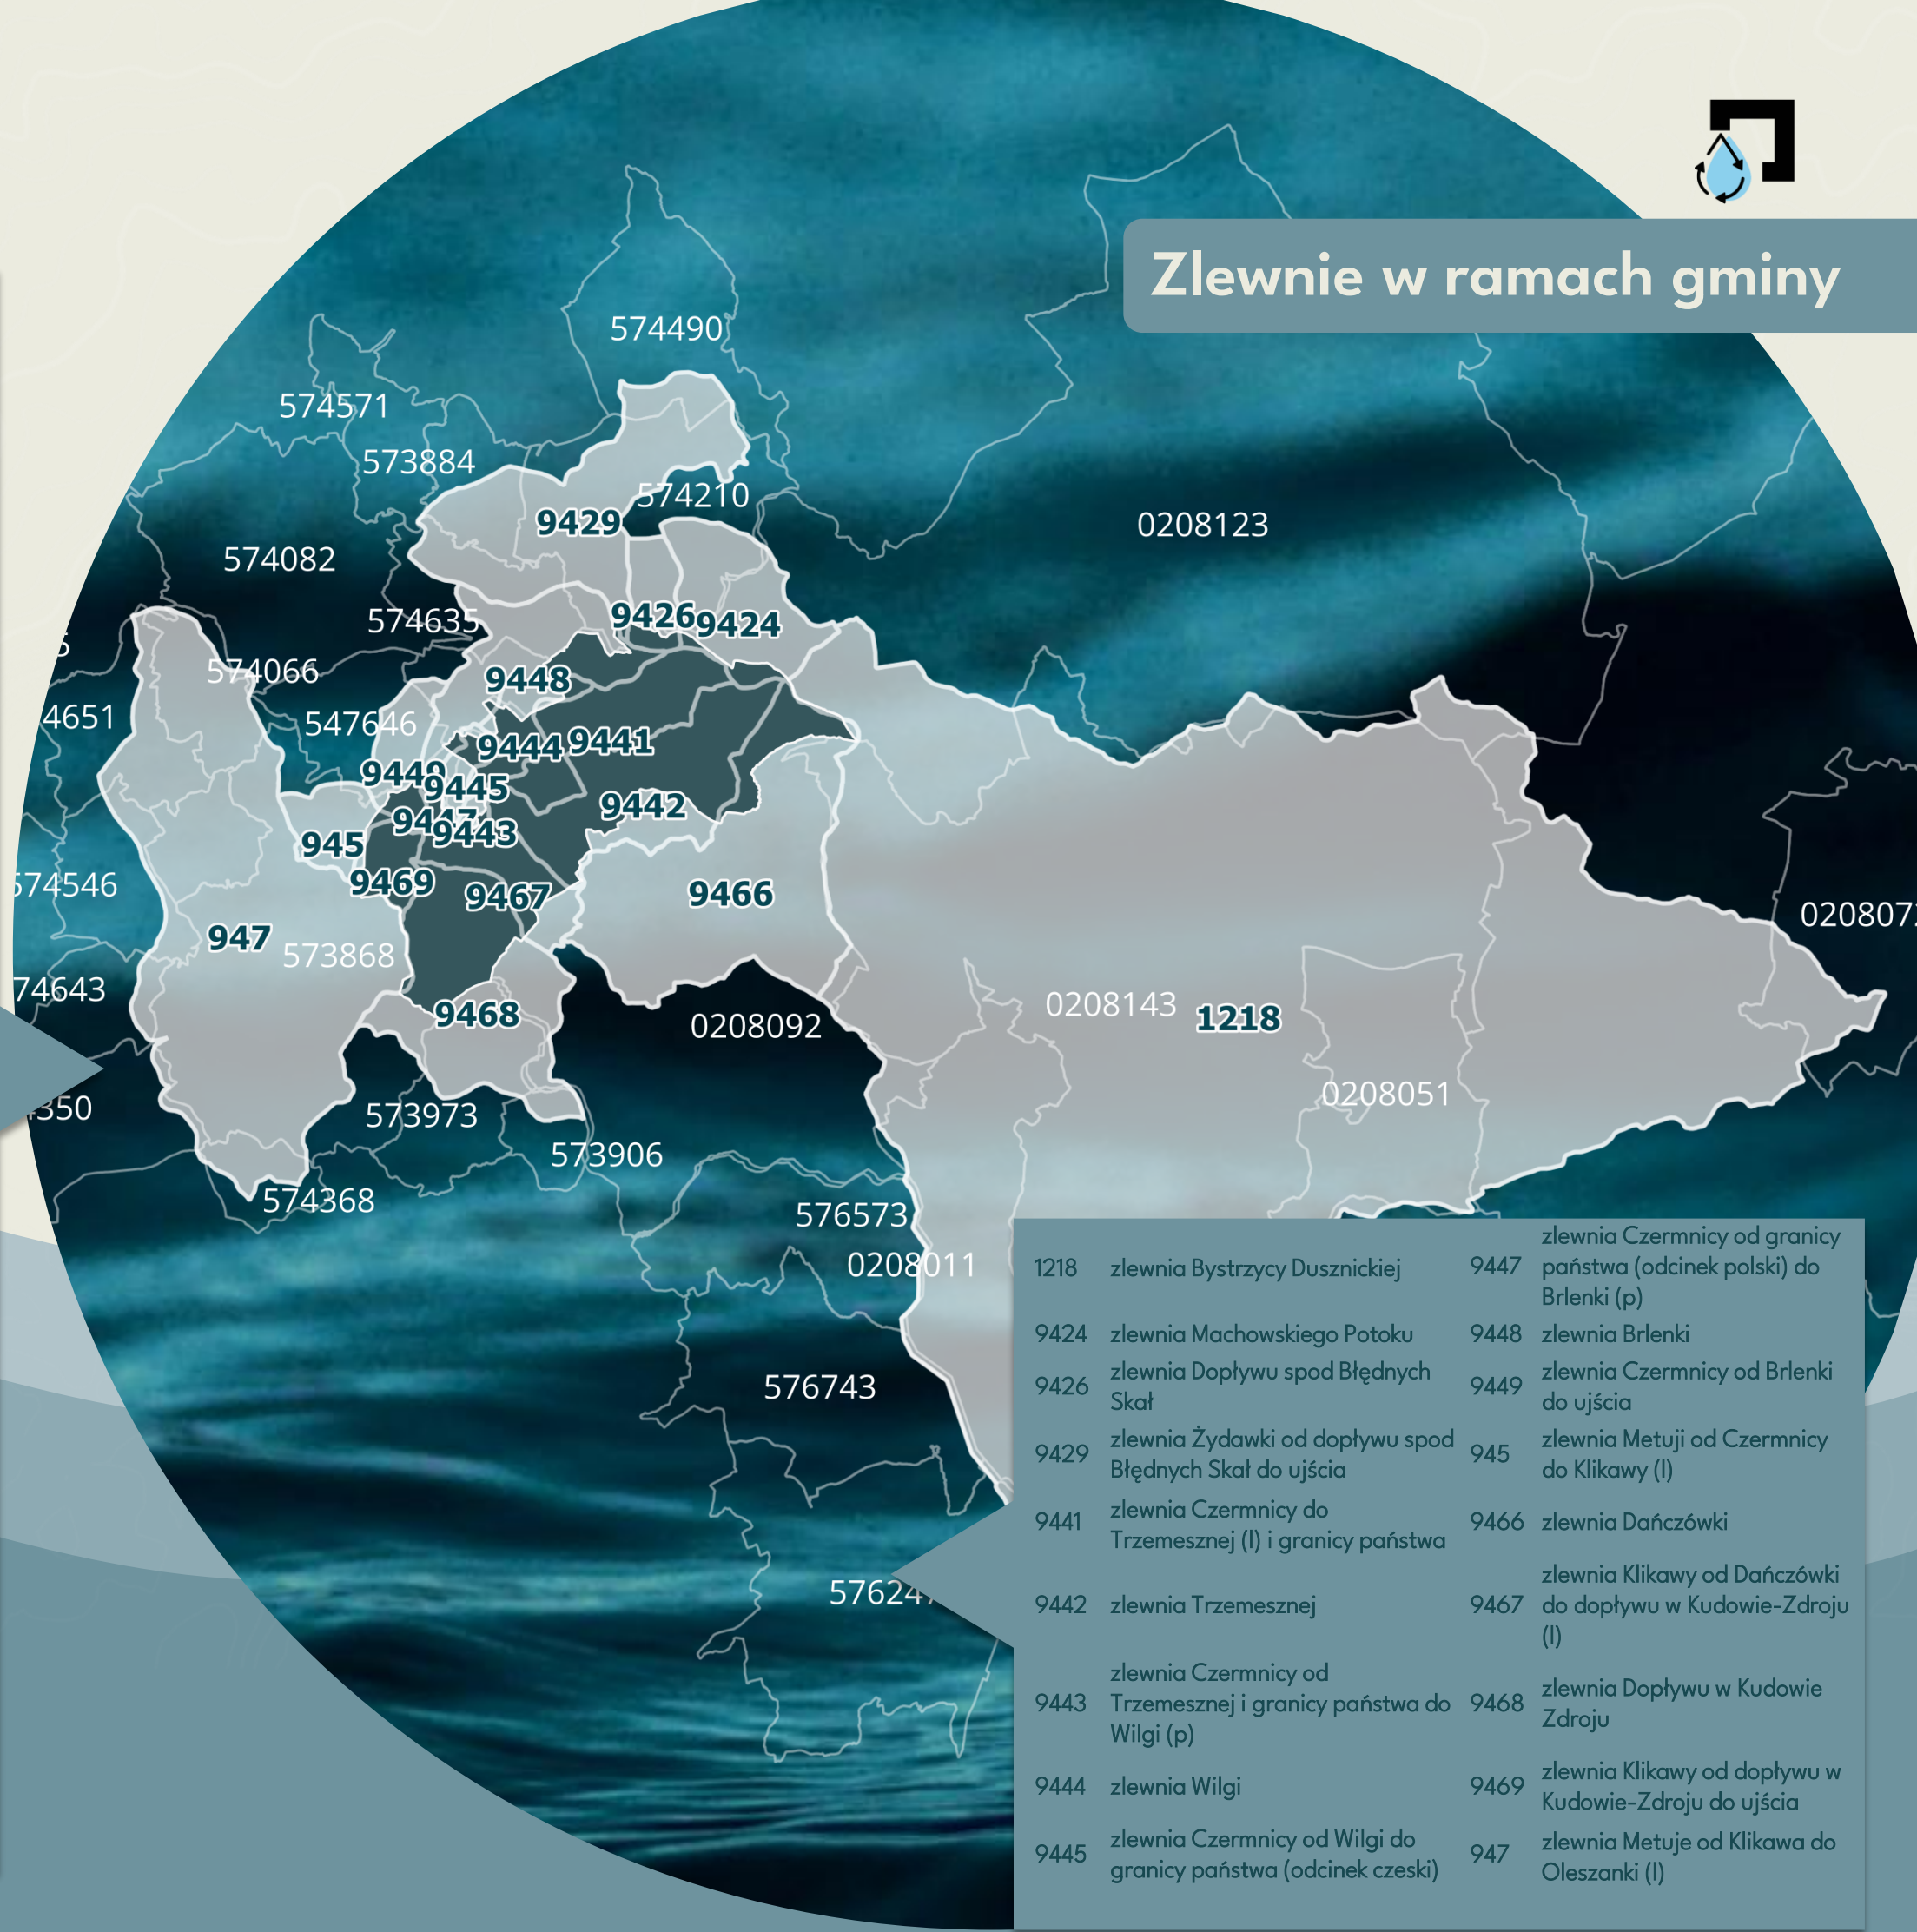 Zlewnie w ramach gminy
574490
574571
573884
574210
9429
0208123
574082
9426
9424
574635
574066
9448
4651
547646
9444
9441
9449
9445
9442
9447
9443
945
574546
9469
9467
9466
947
573868
74643
9468
0208143
1218
0208092
0208051
350
573973
573906
574368
576573
0208011
576743
1218 zlewnia Bystrzycy Dusznickiej
9424 zlewnia Machowskiego Potoku
9426 zlewnia Dopływu spod Błędnych
Skał
9429 zlewnia Żydawki od dopływu spod
Błędnych Skał do ujścia
9441 zlewnia Czermnicy do
Trzemesznej (l) i granicy państwa
9442 zlewnia Trzemesznej
9443 zlewnia Czermnicy od
Trzemesznej i granicy państwa do
Wilgi (p)
9444 zlewnia Wilgi
9445 zlewnia Czermnicy od Wilgi do
granicy państwa (odcinek czeski)
9447 zlewnia Czermnicy od granicy
państwa (odcinek polski) do
Brlenki (p)
9448 zlewnia Brlenki
9449 zlewnia Czermnicy od Brlenki
do ujścia
945 zlewnia Metuji od Czermnicy
do Klikawy (l)
9466 zlewnia Dańczówki
9467 zlewnia Klikawy od Dańczówki
do dopływu w Kudowie-Zdroju
(l)
9468 zlewnia Dopływu w Kudowie
Zdroju
9469 zlewnia Klikawy od dopływu w
Kudowie-Zdroju do ujścia
947 zlewnia Metuje od Klikawa do
Oleszanki (l)